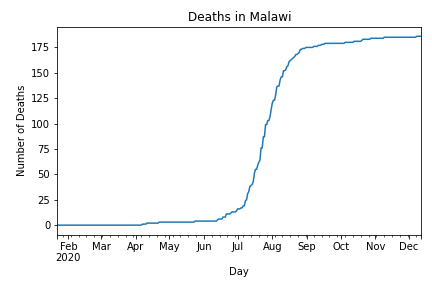 Deaths in Malawi
Number of Deaths
175
150
125
100
75
50
25
0
Feb Mar Apr May Jun Jul Aug Sep Oct Nov Dec
2020
Day